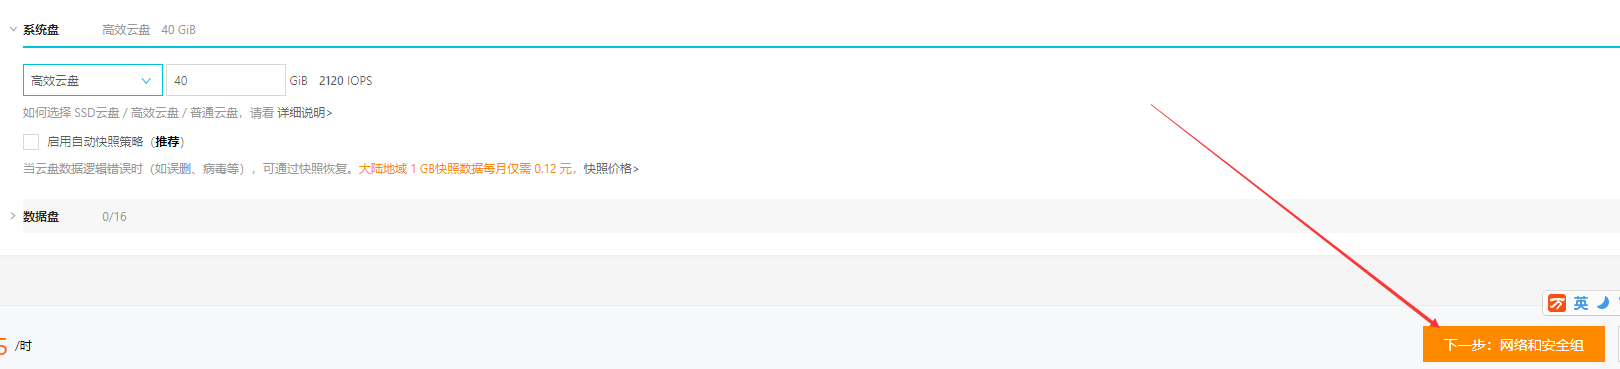 系统盘 高效云盘 40 GiB
高效云盘 40 GiB 2120 IOPS
如何选择 SSD云盘 / 高效云盘 / 普通云盘，请看 详细说明>
启用自动快照策略（推荐）
当云盘数据逻辑错误时（如误删、病毒等），可通过快照恢复。大陆地域 1 GB快照数据每月仅需 0.12 元，快照价格>
数据盘 0/16
英
5 /时
下一步：网络和安全组